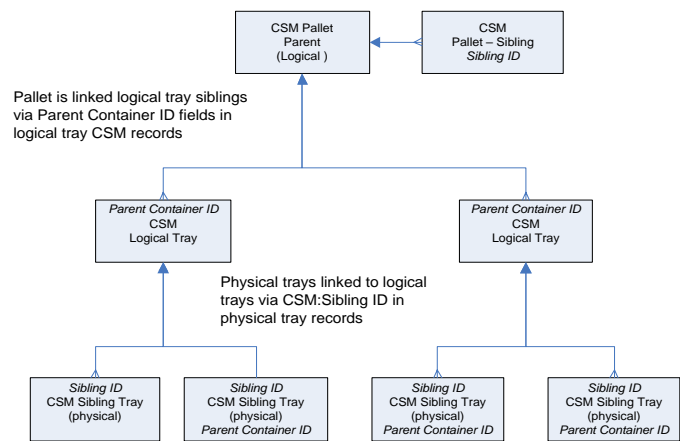 CSM Pallet
Parent
(Logical )
CSM
Pallet – Sibling
Sibling ID
Pallet is linked logical tray siblings
via Parent Container ID fields in
logical tray CSM records
Parent Container ID
CSM
Logical Tray
Parent Container ID
CSM
Logical Tray
Physical trays linked to logical
trays via CSM:Sibling ID in
physical tray records
Sibling ID
CSM Sibling Tray
(physical)
Sibling ID
CSM Sibling Tray
(physical)
Parent Container ID
Sibling ID
CSM Sibling Tray
(physical)
Parent Container ID
Sibling ID
CSM Sibling Tray
(physical)
Parent Container ID